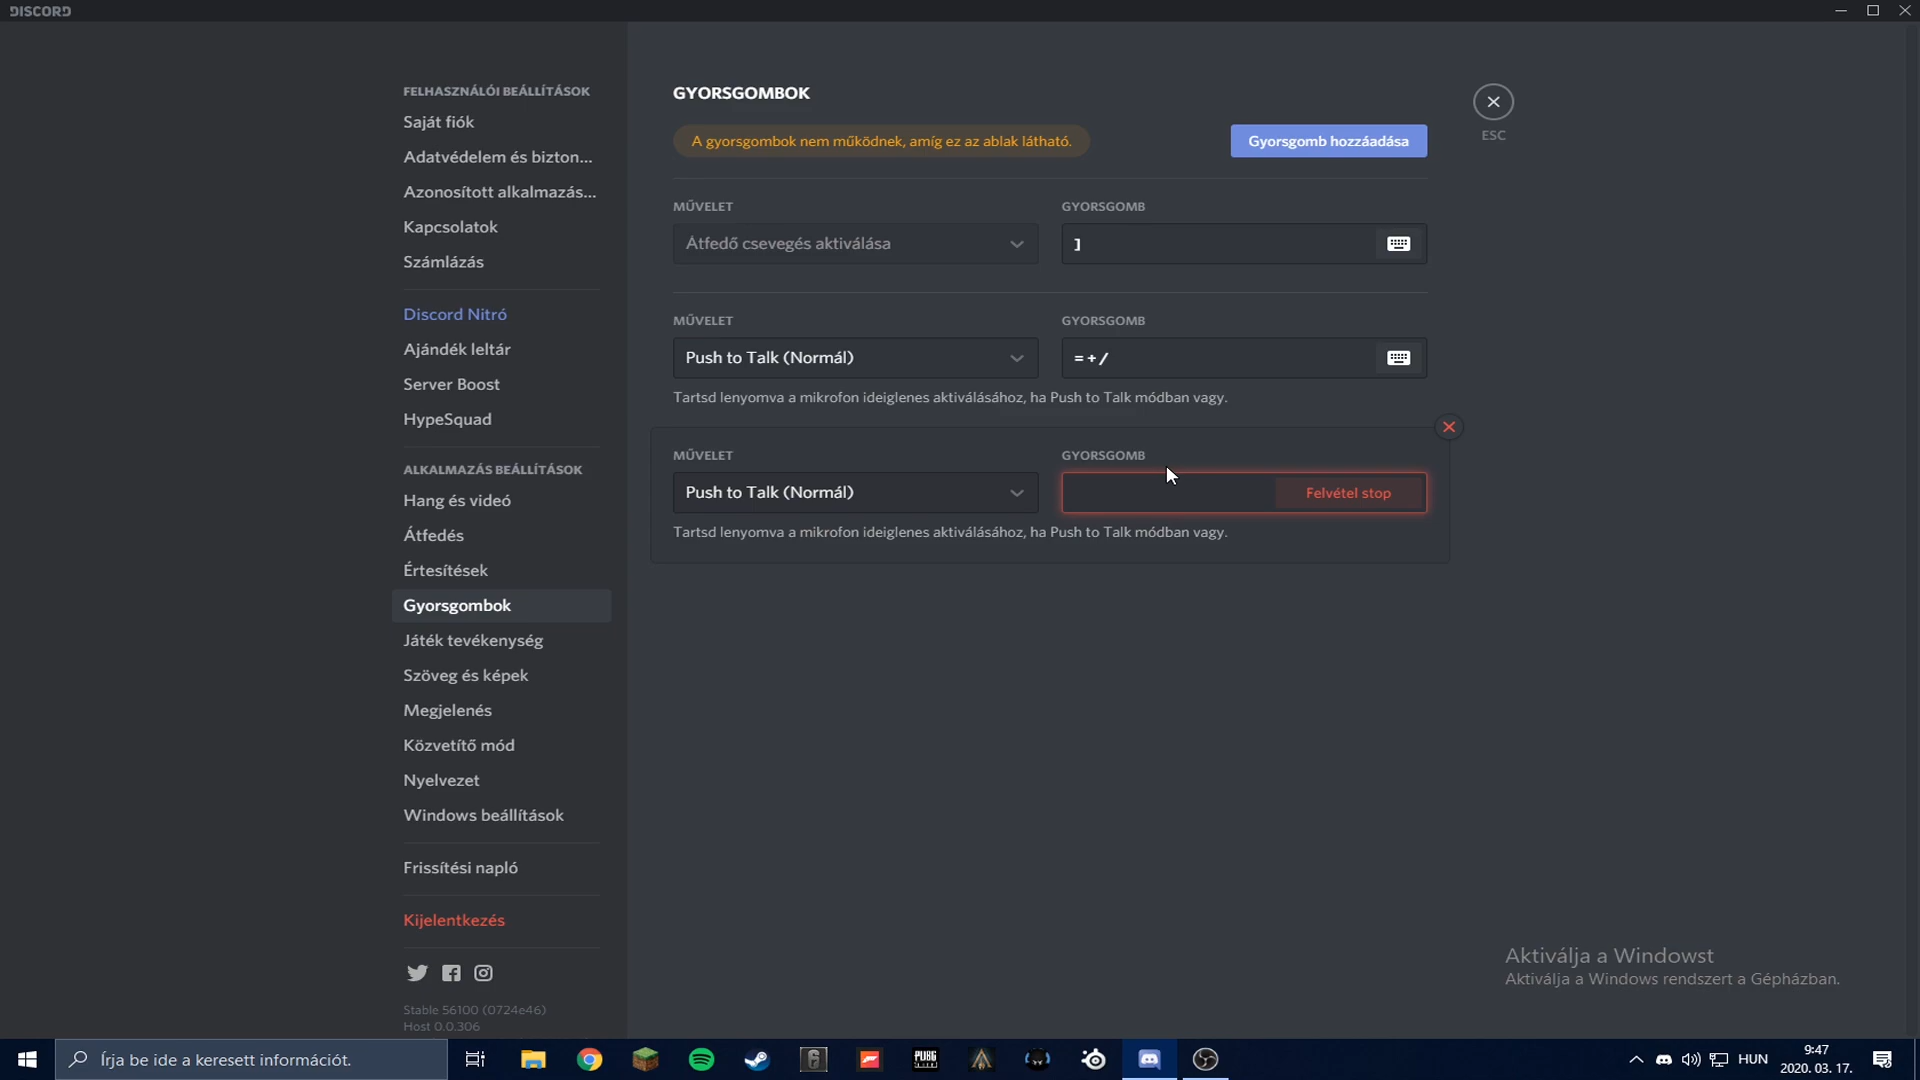 DISCORD
FELHASZNÁLÓI BEÁLLÍTÁSOK
Saját fiók
Adatvédelem és bizton...
Azonosított alkalmazás...
Kapcsolatok
Számlázás
Discord Nitró
Ajándék leltár
Server Boost
HypeSquad
ALKALMAZÁS BEÁLLÍTÁSOK
Hang és videó
Átfedés
Értesítések
Gyorsgombok
Játék tevékenység
Szöveg és képek
Megjelenés
Közvetítő mód
Nyelvezet
Windows beállítások
Frissítési napló
Kijelentkezés
Stable 56100 (0724e46)
Host 0.0.306
GYORSGOMBOK
A gyorsgombok nem működnek, amíg ez az ablak látható.
Gyorsgomb hozzáadása
ESC
MŰVELET
GYORSGOMB
Átfedő csevegés aktiválása
]
MŰVELET
GYORSGOMB
Push to Talk (Normál)
=+/
Tartsd lenyomva a mikrofon ideiglenes aktiválásához, ha Push to Talk módban vagy.
MŰVELET
GYORSGOMB
Push to Talk (Normál)
Felvétel stop
Tartsd lenyomva a mikrofon ideiglenes aktiválásához, ha Push to Talk módban vagy.
Aktiválja a Windowst
Aktiválja a Windows rendszert a Gépházban.
Írja be ide a keresett információt.
PUBG
HUN
9:47
2020. 03. 17.